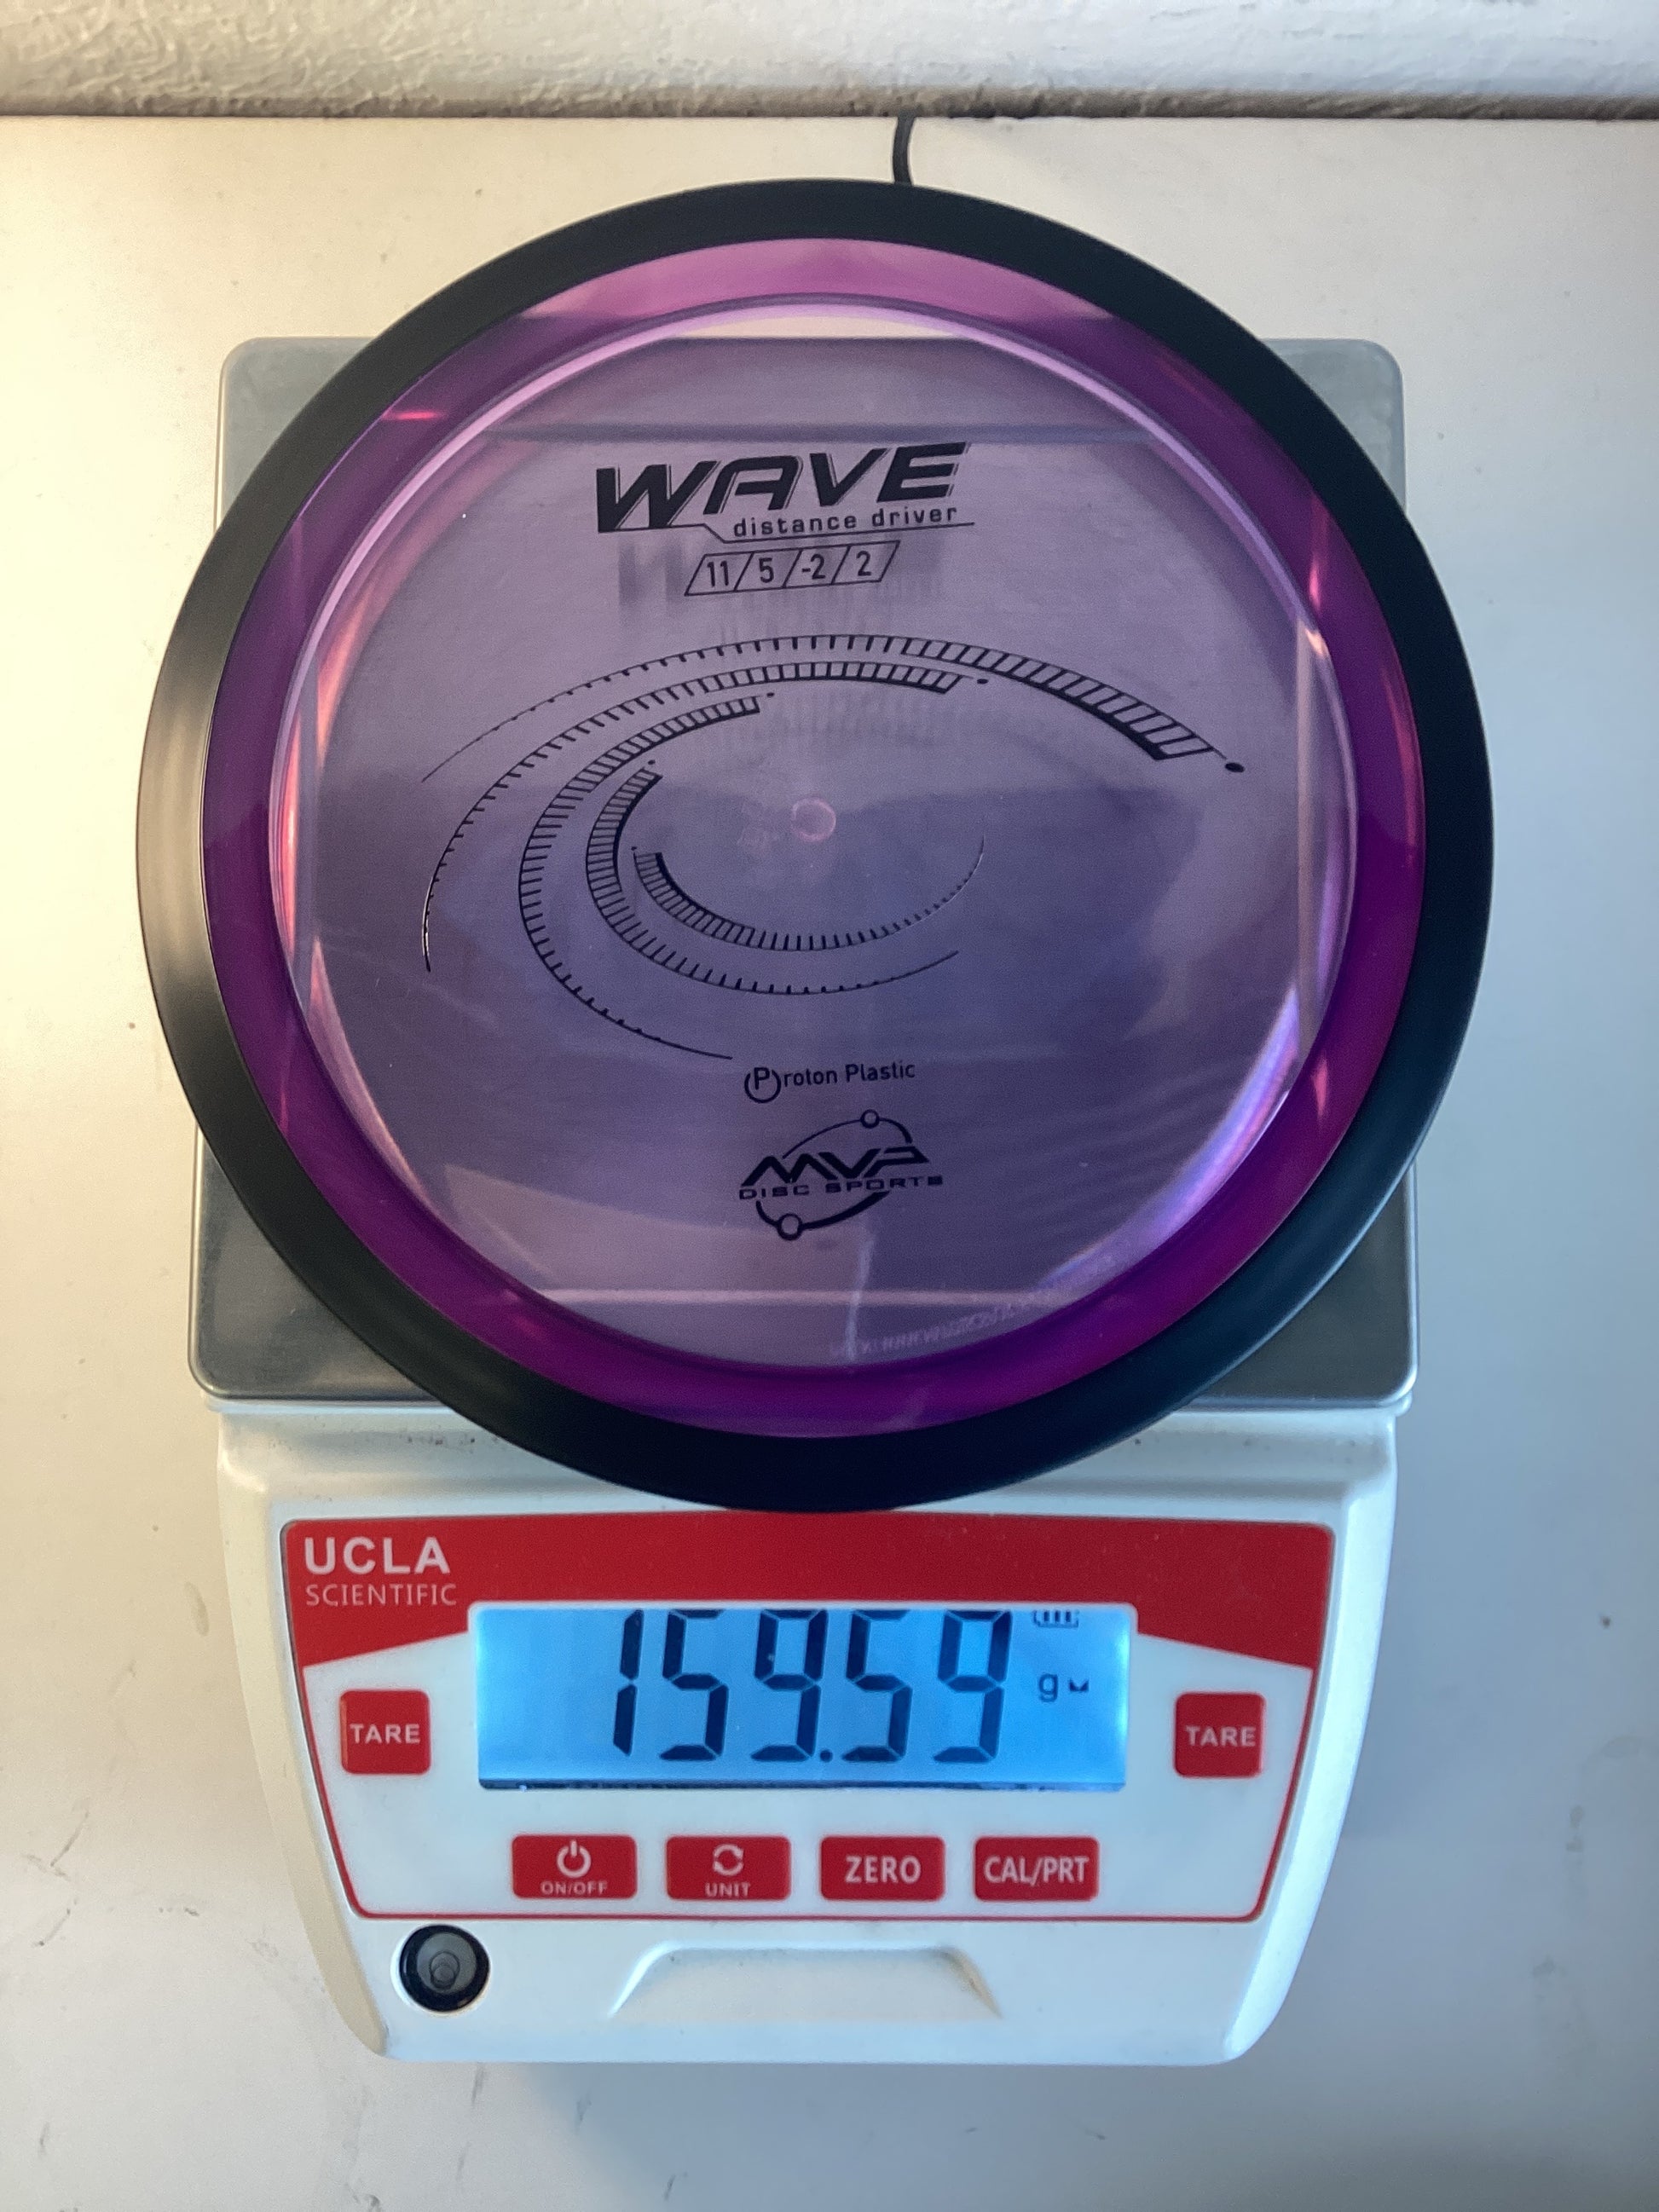 WAVE
distance driver
11/5/-2/2
Proton Plastic
MVP
DISC SPORTS
UCLA
SCIENTIFIC
159.59 g
TARE
TARE
ON/OFF
UNIT
ZERO
CAL/PRT